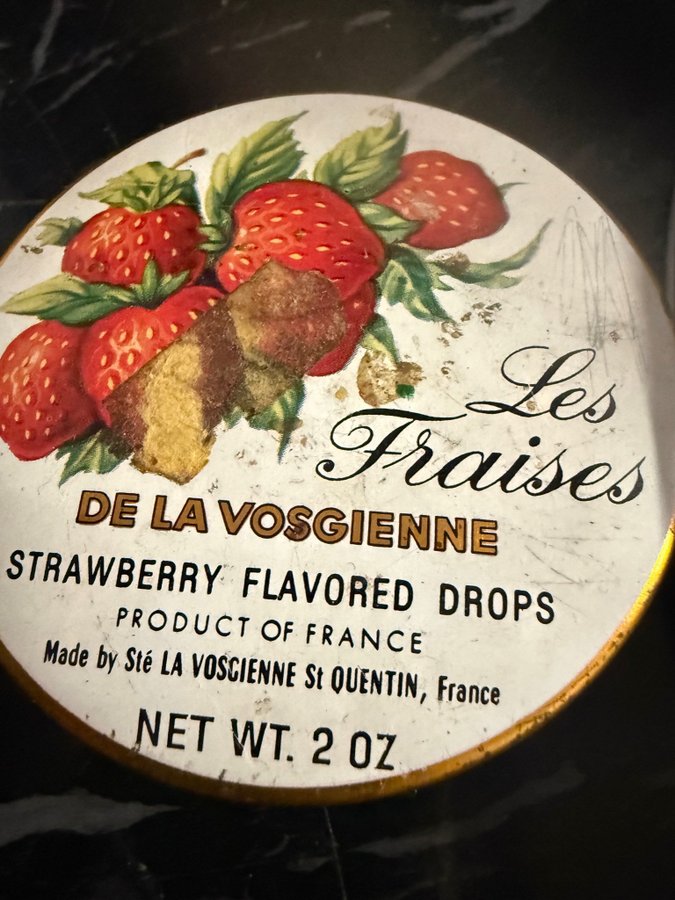 Les
Fraises
DE LA VOSGIENNE
STRAWBERRY FLAVORED DROPS
PRODUCT OF FRANCE
Made by Sté LA VOSGIENNE St QUENTIN, France
NET WT. 2 OZ